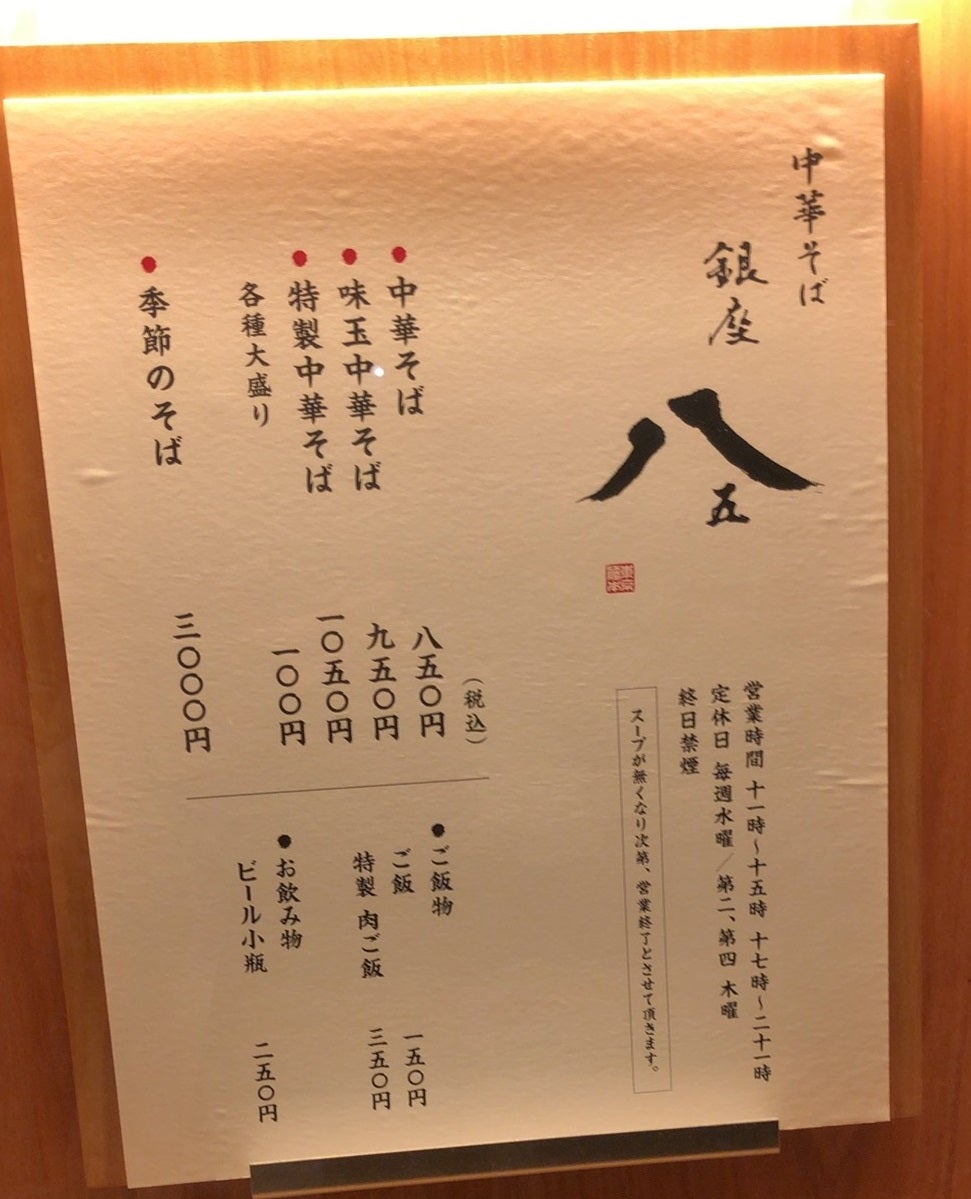 中華そば
銀座
八
五
営業時間 十一時～十五時 十七時～二十一時
定休日 毎週水曜／第二、第四 木曜
終日禁煙
スープが無くなり次第、営業終了とさせて頂きます。
（税込）
●中華そば 八五〇円
●味玉中華そば 九五〇円
●特製中華そば 一〇五〇円
各種大盛り 一〇〇円
●季節のそば 三〇〇〇円
●ご飯物
ご飯 一五〇円
特製 肉ご飯 三五〇円
●お飲み物
ビール小瓶 二五〇円